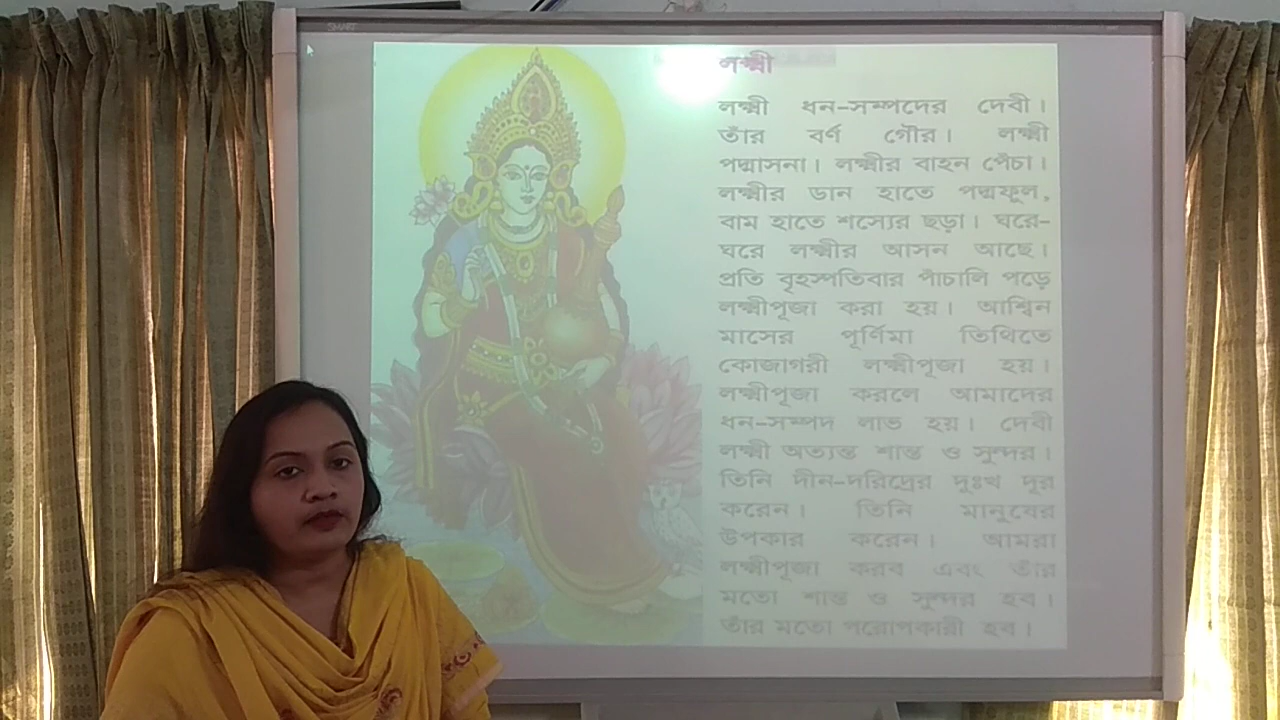 SMART
লক্ষ্মী
লক্ষ্মী ধন-সম্পদের দেবী।
তাঁর বর্ণ গৌর। লক্ষ্মী
পদ্মাসনা। লক্ষ্মীর বাহন পেঁচা।
লক্ষ্মীর ডান হাতে পদ্মফুল,
বাম হাতে শস্যের ছড়া। ঘরে-
ঘরে লক্ষ্মীর আসন আছে।
প্রতি বৃহস্পতিবার পাঁচালি পড়ে
লক্ষ্মীপূজা করা হয়। আশ্বিন
মাসের পূর্ণিমা তিথিতে
কোজাগরী লক্ষ্মীপূজা হয়।
লক্ষ্মীপূজা করলে আমাদের
ধন-সম্পদ লাভ হয়। দেবী
লক্ষ্মী অত্যন্ত শান্ত ও সুন্দর।
তিনি দীন-দরিদ্রের দুঃখ দূর
করেন। তিনি মানুষের
উপকার করেন। আমরা
লক্ষ্মীপূজা করব এবং তাঁর
মতো শান্ত ও সুন্দর হব।
তাঁর মতো পরোপকারী হব।